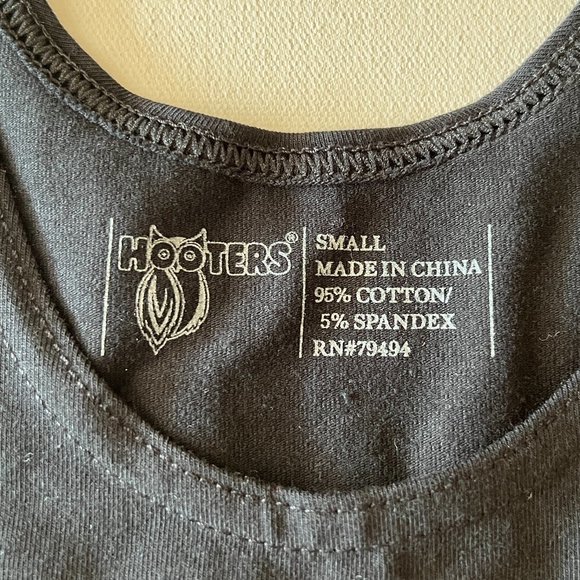 HOOTERS®
SMALL
MADE IN CHINA
95% COTTON/
5% SPANDEX
RN#79494